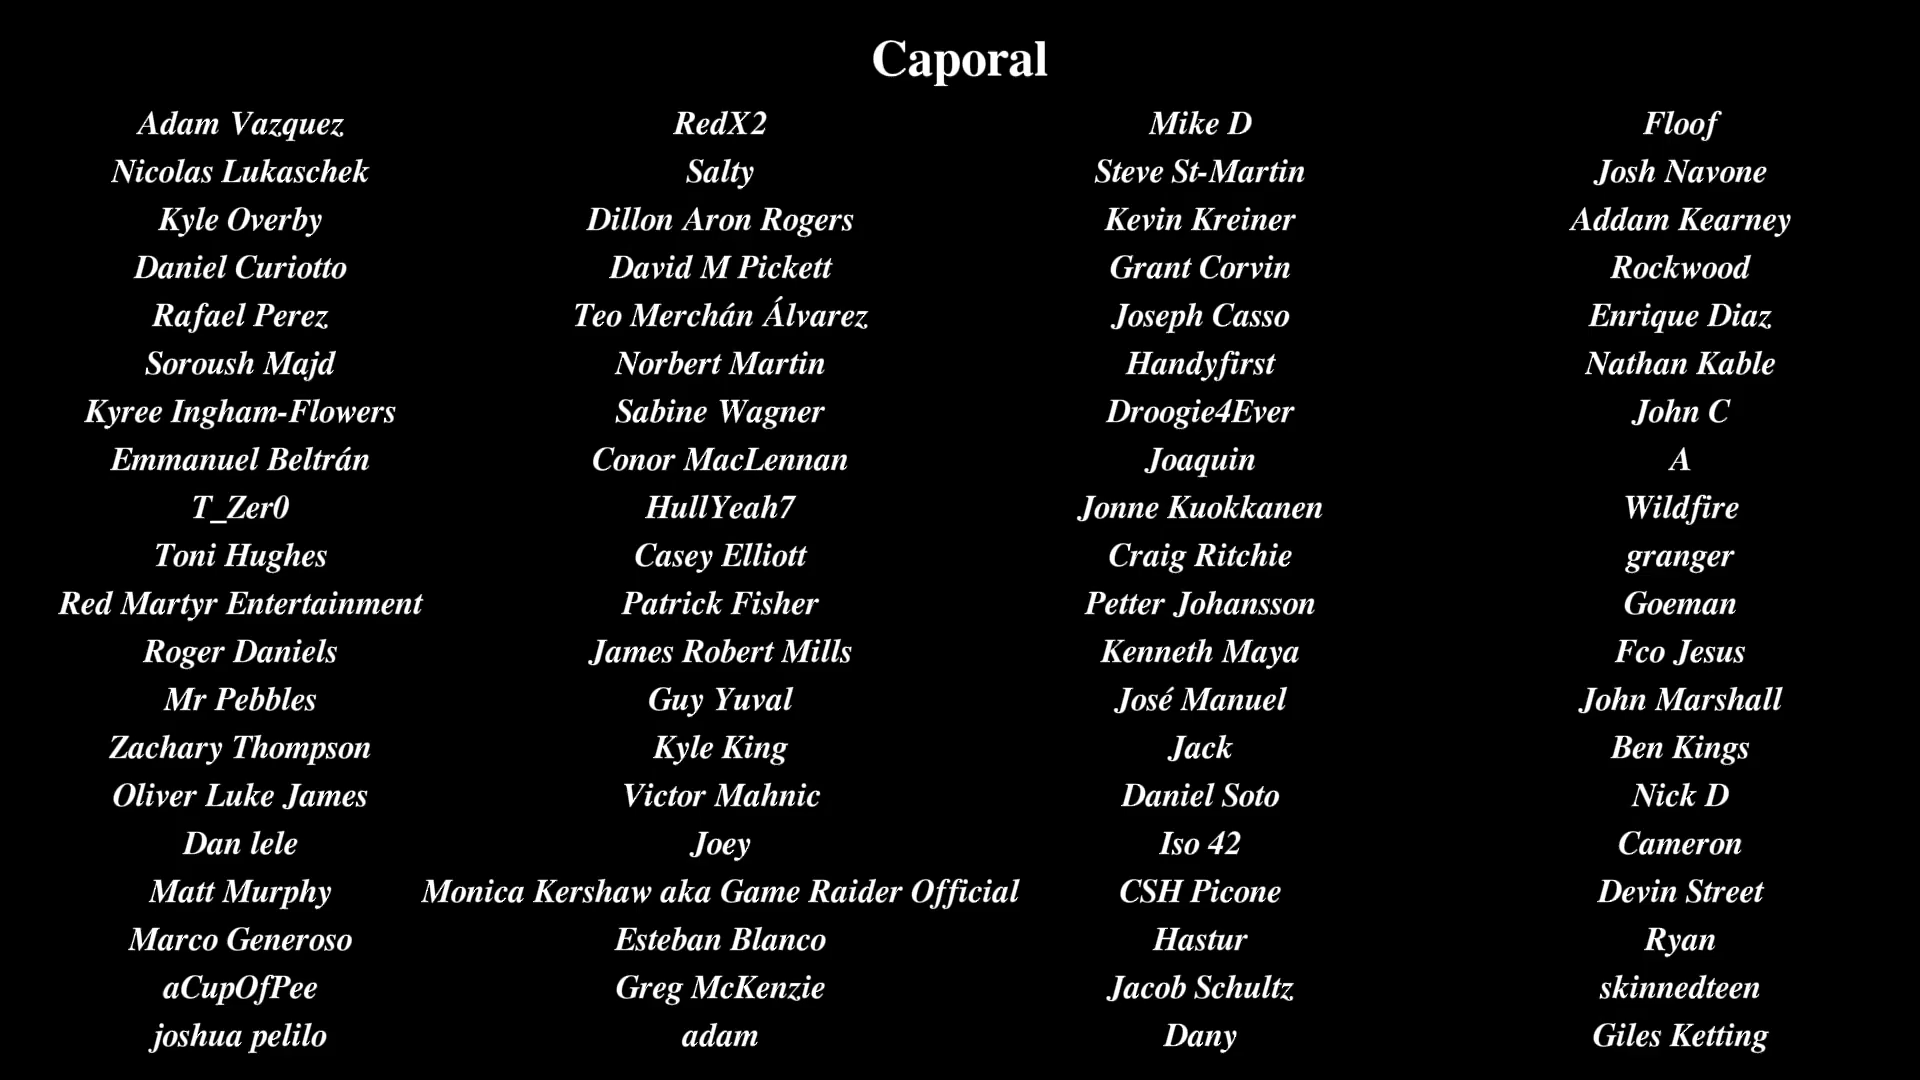 Caporal
Adam Vazquez
Nicolas Lukaschek
Kyle Overby
Daniel Curiotto
Rafael Perez
Soroush Majd
Kyree Ingham-Flowers
Emmanuel Beltrán
T_Zer0
Toni Hughes
Red Martyr Entertainment
Roger Daniels
Mr Pebbles
Zachary Thompson
Oliver Luke James
Dan lele
Matt Murphy
Marco Generoso
aCupOfPee
joshua pelilo
RedX2
Salty
Dillon Aron Rogers
David M Pickett
Teo Merchán Álvarez
Norbert Martin
Sabine Wagner
Conor MacLennan
HullYeah7
Casey Elliott
Patrick Fisher
James Robert Mills
Guy Yuval
Kyle King
Victor Mahnic
Joey
Monica Kershaw aka Game Raider Official
Esteban Blanco
Greg McKenzie
adam
Mike D
Steve St-Martin
Kevin Kreiner
Grant Corvin
Joseph Casso
Handyfirst
Droogie4Ever
Joaquin
Jonne Kuokkanen
Craig Ritchie
Petter Johansson
Kenneth Maya
José Manuel
Jack
Daniel Soto
Iso 42
CSH Picone
Hastur
Jacob Schultz
Dany
Floof
Josh Navone
Addam Kearney
Rockwood
Enrique Diaz
Nathan Kable
John C
A
Wildfire
granger
Goeman
Fco Jesus
John Marshall
Ben Kings
Nick D
Cameron
Devin Street
Ryan
skinnedteen
Giles Ketting